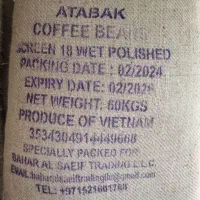 ATABAK
COFFEE BEANS
SCREEN 18 WET POLISHED
PACKING DATE : 02/2024
EXPIRY DATE: 02/2026
NET WEIGHT: 60KGS
PRODUCE OF VIETNAM
SPECIALLY PACKED FOR
BAHAR AL SAEIF TRADING L.L.C
TEL: